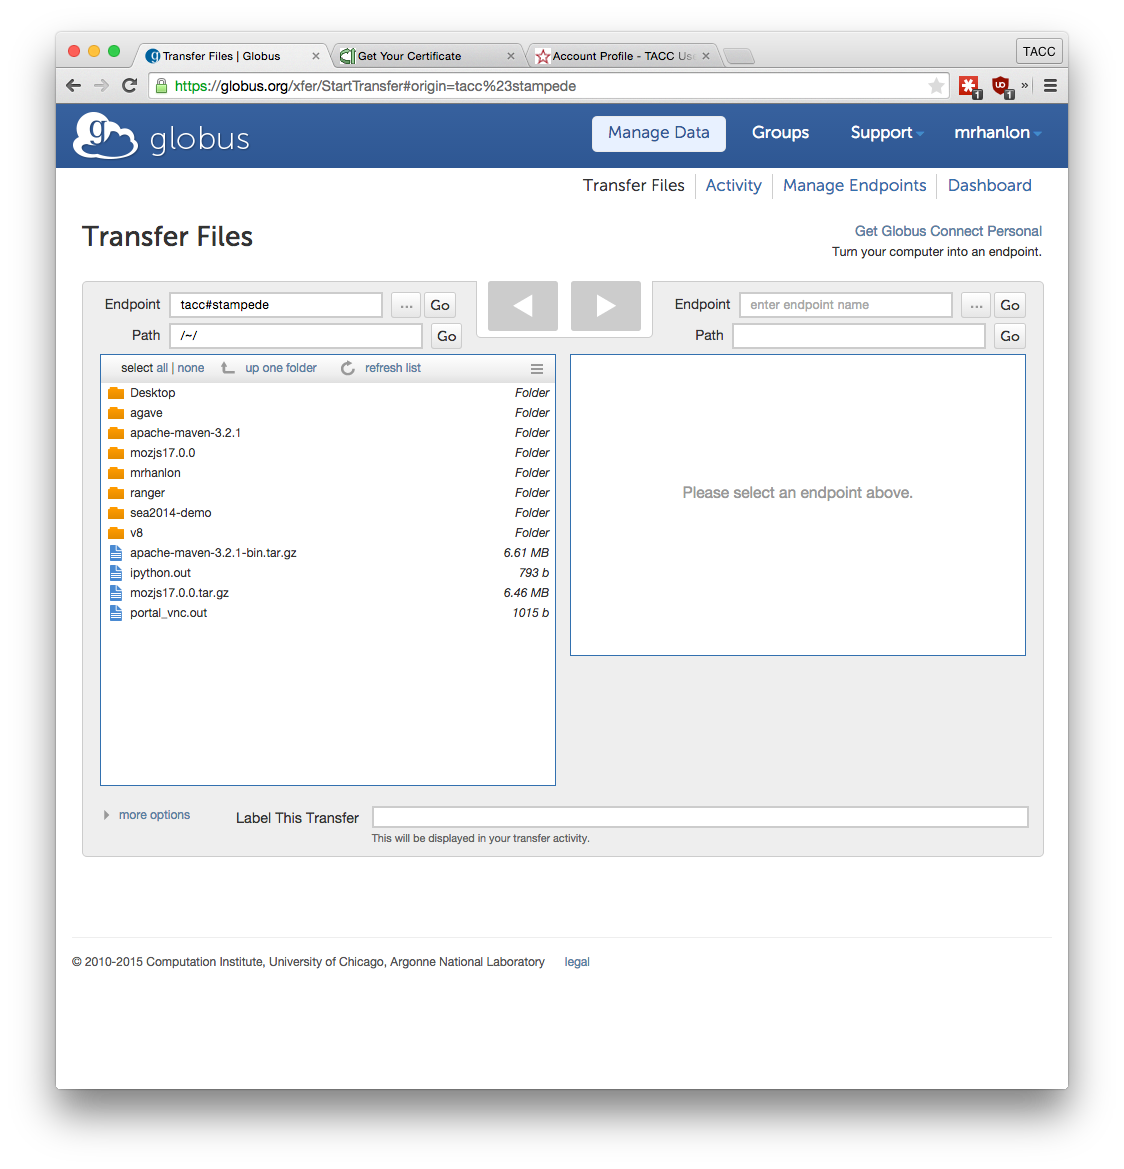 Transfer Files | Globus
Get Your Certificate
Account Profile - TACC Us
TACC
https://globus.org/xfer/StartTransfer#origin=tacc%23stampede
1
1
»
g globus
Manage Data
Groups
Support
mrhanlon
Transfer Files
Activity
Manage Endpoints
Dashboard
Transfer Files
Get Globus Connect Personal
Turn your computer into an endpoint.
Endpoint tacc#stampede ... Go
Path /~/ Go
Endpoint enter endpoint name ... Go
Path Go
select all | none up one folder refresh list
Desktop Folder
agave Folder
apache-maven-3.2.1 Folder
mozjs17.0.0 Folder
mrhanlon Folder
ranger Folder
sea2014-demo Folder
v8 Folder
apache-maven-3.2.1-bin.tar.gz 6.61 MB
ipython.out 793 b
mozjs17.0.0.tar.gz 6.46 MB
portal_vnc.out 1015 b
Please select an endpoint above.
more options
Label This Transfer
This will be displayed in your transfer activity.
© 2010-2015 Computation Institute, University of Chicago, Argonne National Laboratory legal